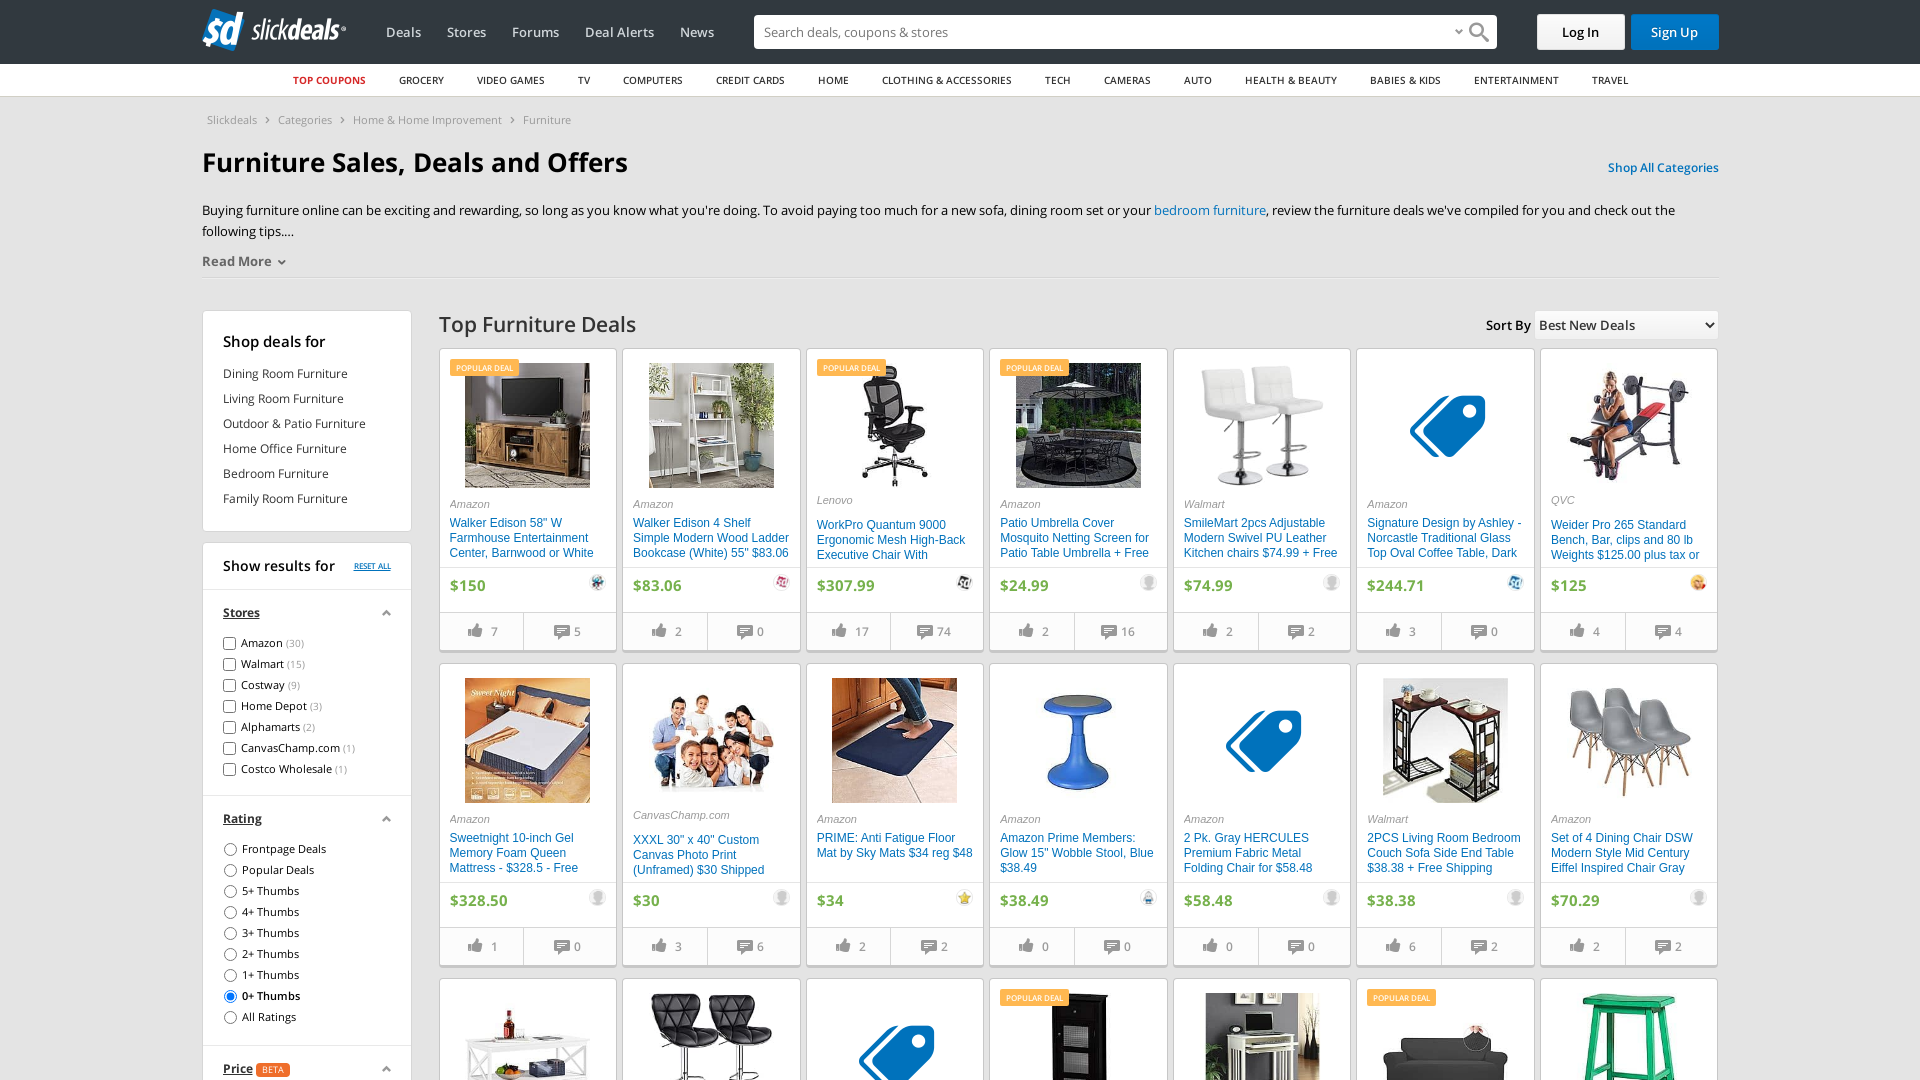 slickdeals
Deals
Stores
Forums
Deal Alerts
News
Search deals, coupons & stores
Log In
Sign Up
TOP COUPONS
GROCERY
VIDEO GAMES
TV
COMPUTERS
CREDIT CARDS
HOME
CLOTHING & ACCESSORIES
TECH
CAMERAS
AUTO
HEALTH & BEAUTY
BABIES & KIDS
ENTERTAINMENT
TRAVEL
Slickdeals > Categories > Home & Home Improvement > Furniture
Furniture Sales, Deals and Offers
Shop All Categories
Buying furniture online can be exciting and rewarding, so long as you know what you're doing. To avoid paying too much for a new sofa, dining room set or your bedroom furniture, review the furniture deals we've compiled for you and check out the
following tips....
Read More
Shop deals for
Dining Room Furniture
Living Room Furniture
Outdoor & Patio Furniture
Home Office Furniture
Bedroom Furniture
Family Room Furniture
Show results for
RESET ALL
Stores
Amazon (30)
Walmart (15)
Costway (9)
Home Depot (3)
Alphamarts (2)
CanvasChamp.com (1)
Costco Wholesale (1)
Rating
Frontpage Deals
Popular Deals
5+ Thumbs
4+ Thumbs
3+ Thumbs
2+ Thumbs
1+ Thumbs
0+ Thumbs
All Ratings
Price BETA
Top Furniture Deals
Sort By Best New Deals
POPULAR DEAL
Amazon
Walker Edison 58" W
Farmhouse Entertainment
Center, Barnwood or White
$150
7
5
Amazon
Walker Edison 4 Shelf
Simple Modern Wood Ladder
Bookcase (White) 55" $83.06
$83.06
2
0
POPULAR DEAL
Lenovo
WorkPro Quantum 9000
Ergonomic Mesh High-Back
Executive Chair With
$307.99
17
74
POPULAR DEAL
Amazon
Patio Umbrella Cover
Mosquito Netting Screen for
Patio Table Umbrella + Free
$24.99
2
16
Walmart
SmileMart 2pcs Adjustable
Modern Swivel PU Leather
Kitchen chairs $74.99 + Free
$74.99
2
2
Amazon
Signature Design by Ashley -
Norcastle Traditional Glass
Top Oval Coffee Table, Dark
$244.71
3
0
QVC
Weider Pro 265 Standard
Bench, Bar, clips and 80 lb
Weights $125.00 plus tax or
$125
4
4
Sweet Night
Amazon
Sweetnight 10-inch Gel
Memory Foam Queen
Mattress - $328.5 - Free
$328.50
1
0
CanvasChamp.com
XXXL 30" x 40" Custom
Canvas Photo Print
(Unframed) $30 Shipped
$30
3
6
Amazon
PRIME: Anti Fatigue Floor
Mat by Sky Mats $34 reg $48
$34
2
2
Amazon
Amazon Prime Members:
Glow 15" Wobble Stool, Blue
$38.49
$38.49
0
0
Amazon
2 Pk. Gray HERCULES
Premium Fabric Metal
Folding Chair for $58.48
$58.48
0
0
Walmart
2PCS Living Room Bedroom
Couch Sofa Side End Table
$38.38 + Free Shipping
$38.38
6
2
Amazon
Set of 4 Dining Chair DSW
Modern Style Mid Century
Eiffel Inspired Chair Gray
$70.29
2
2
POPULAR DEAL
POPULAR DEAL